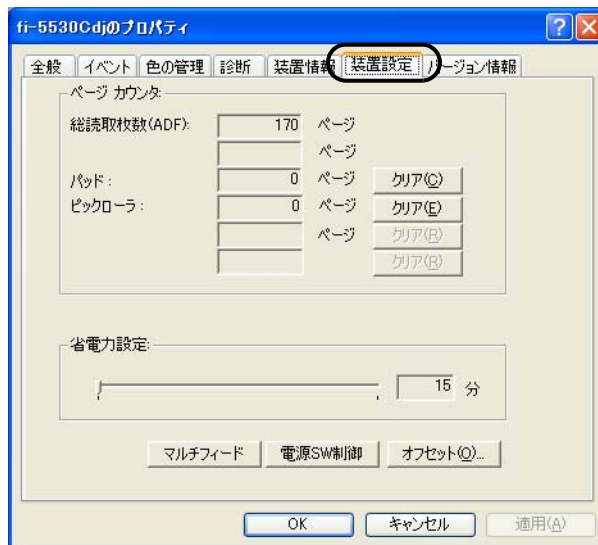 fi-5530Cdjのプロパティ
全般 イベント 色の管理 診断 装置情報 装置設定 バージョン情報
ページ カウンタ
総読取枚数(ADF): 170 ページ
ページ
パッド: 0 ページ クリア(C)
ピックローラ: 0 ページ クリア(E)
ページ クリア(R)
クリア(R)
省電力設定:
15 分
マルチフィード 電源SW制御 オフセット(O)...
OK キャンセル 適用(A)